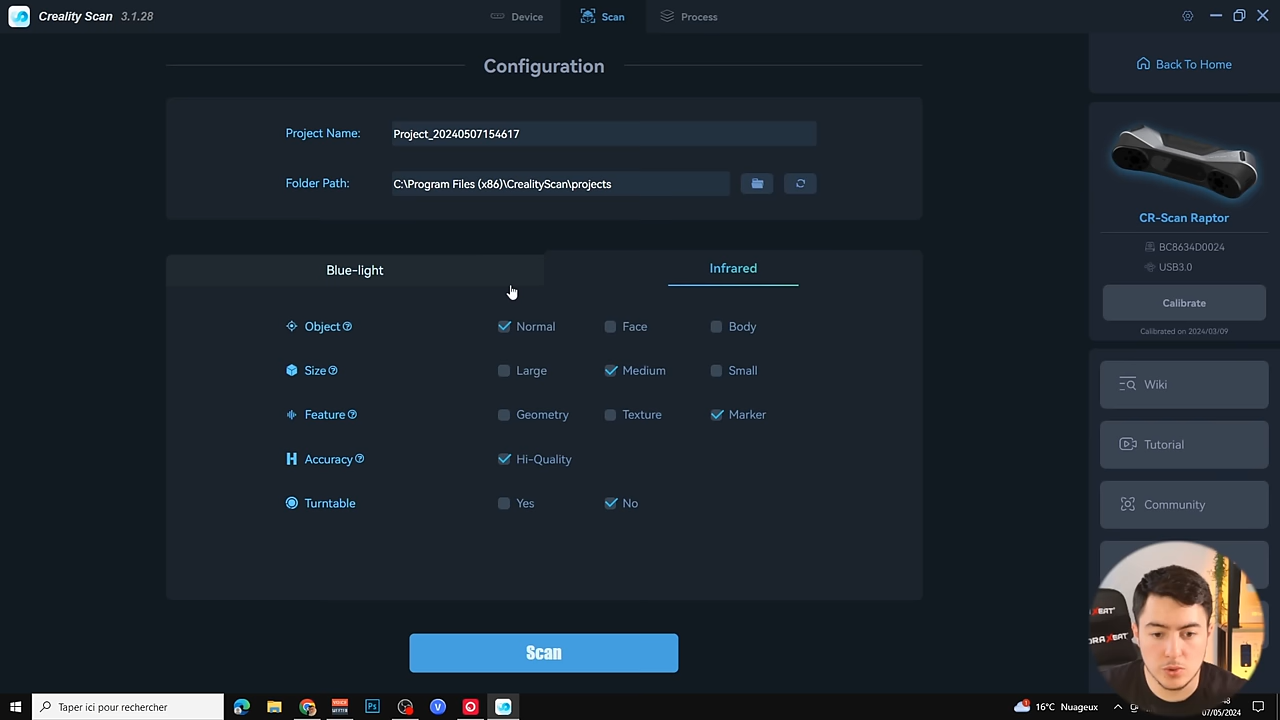 Creality Scan 3.1.28
Device
Scan
Process
Configuration
Back To Home
Project Name:
Project_20240507154617
Folder Path:
C:\Program Files (x86)\CrealityScan\projects
CR-Scan Raptor
BC8634D0024
USB3.0
Calibrate
Calibrated on 2024/03/09
Blue-light
Infrared
Object
Normal
Face
Body
Size
Large
Medium
Small
Feature
Geometry
Texture
Marker
Accuracy
Hi-Quality
Turntable
Yes
No
Wiki
Tutorial
Community
Scan
Taper ici pour rechercher
Ps
V
16°C Nuageux
07/05/2024